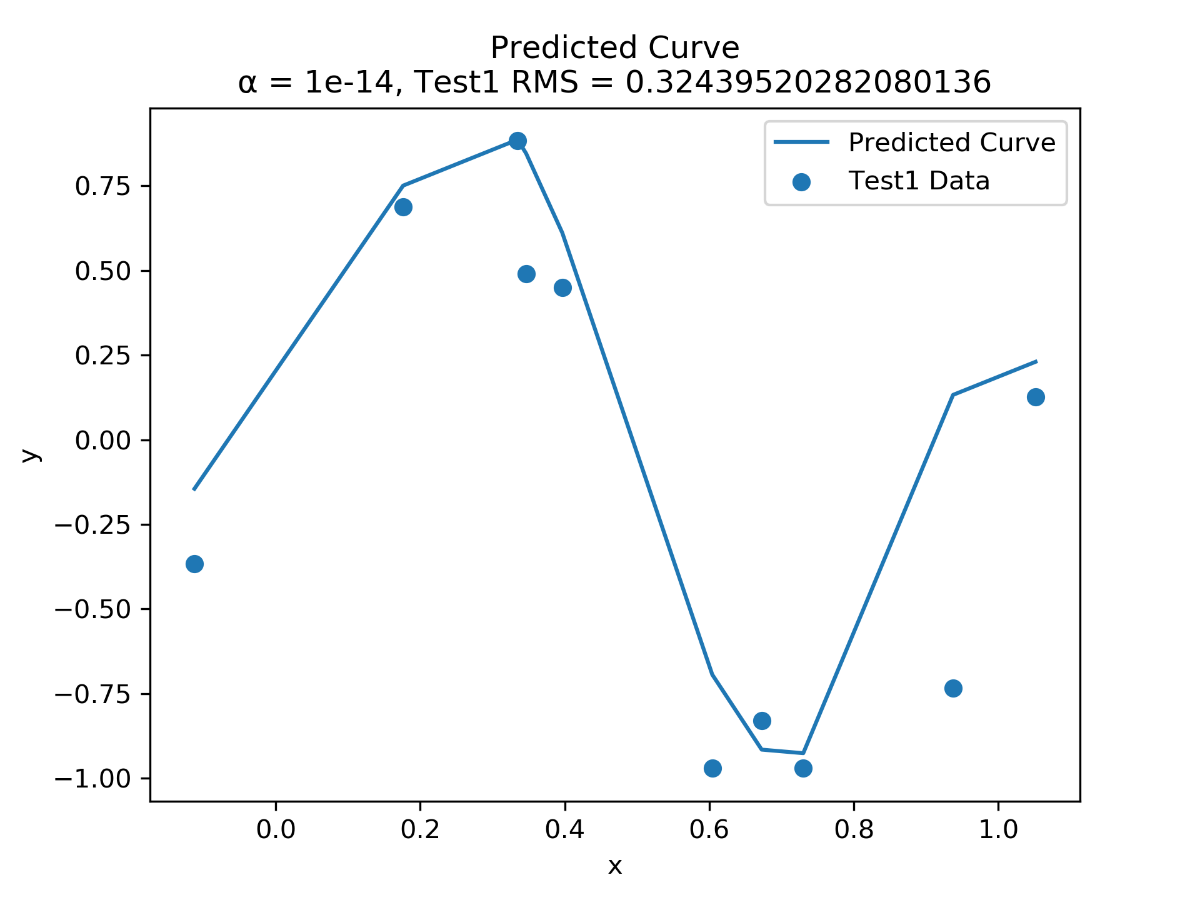 Predicted Curve
α = 1e-14, Test1 RMS = 0.32439520282080136
Predicted Curve
Test1 Data
0.75
0.50
0.25
0.00
−0.25
−0.50
−0.75
−1.00
y
0.0 0.2 0.4 0.6 0.8 1.0
x